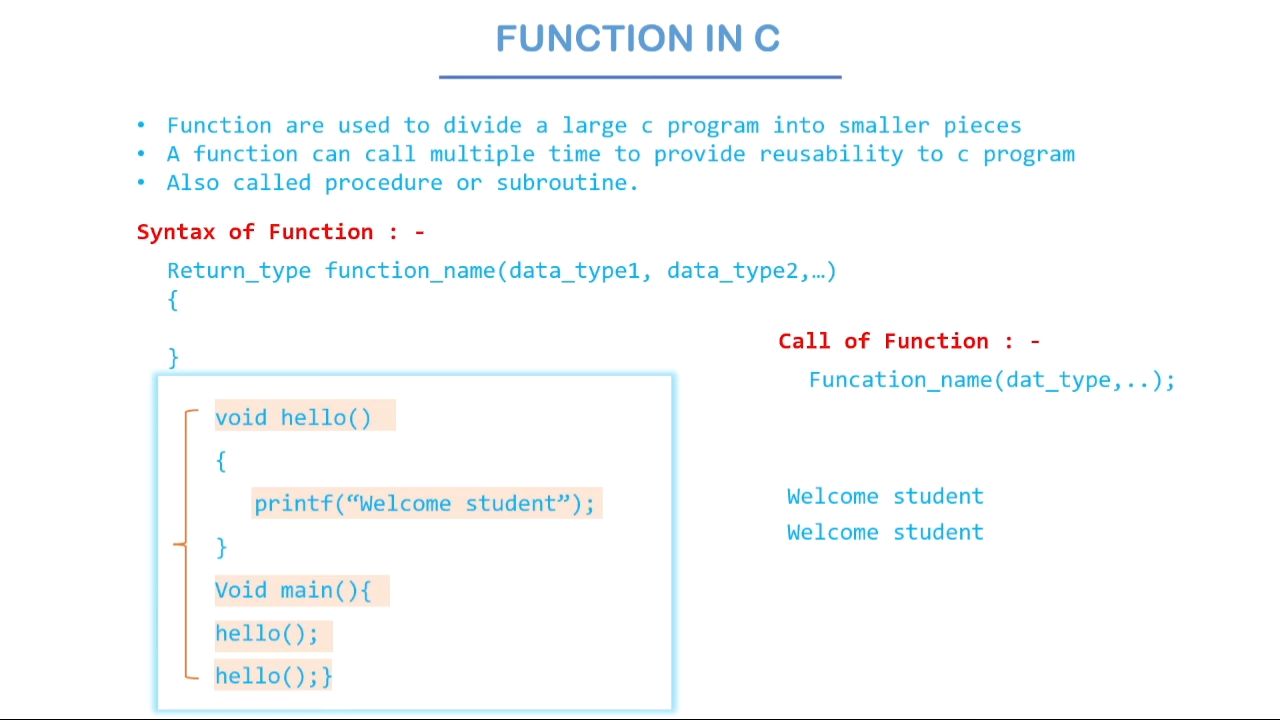 FUNCTION IN C
• Function are used to divide a large c program into smaller pieces
• A function can call multiple time to provide reusability to c program
• Also called procedure or subroutine.
Syntax of Function : -
Return_type function_name(data_type1, data_type2,…)
{
}
void hello()
{
printf(“Welcome student”);
}
Void main(){
hello();
hello();}
Call of Function : -
Funcation_name(dat_type,..);
Welcome student
Welcome student